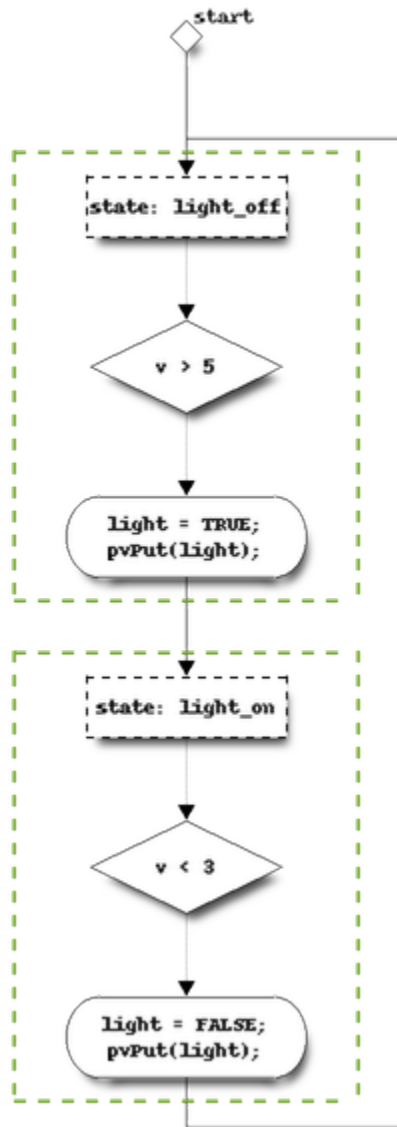 start
state: light_off
v > 5
light = TRUE;
pvPut(light);
state: light_on
v < 3
light = FALSE;
pvPut(light);